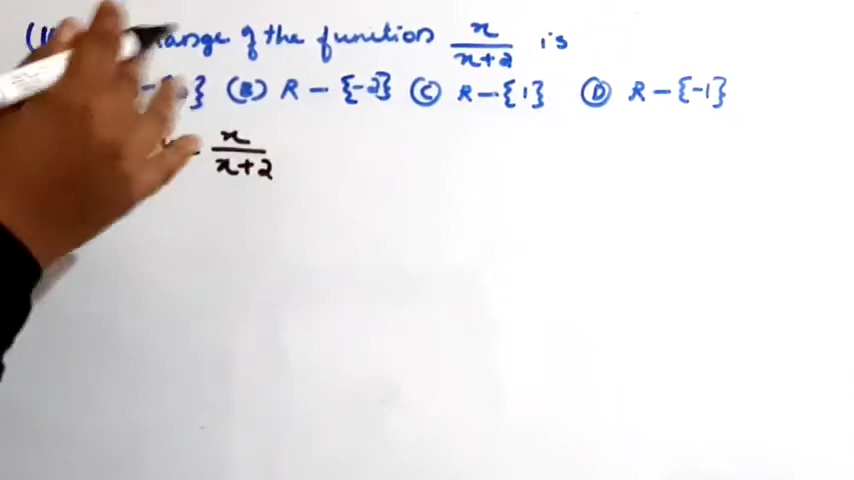 range of the function x/x+2 is
(B) R - {-2} (C) R - {1} (D) R - {-1}
x/x+2